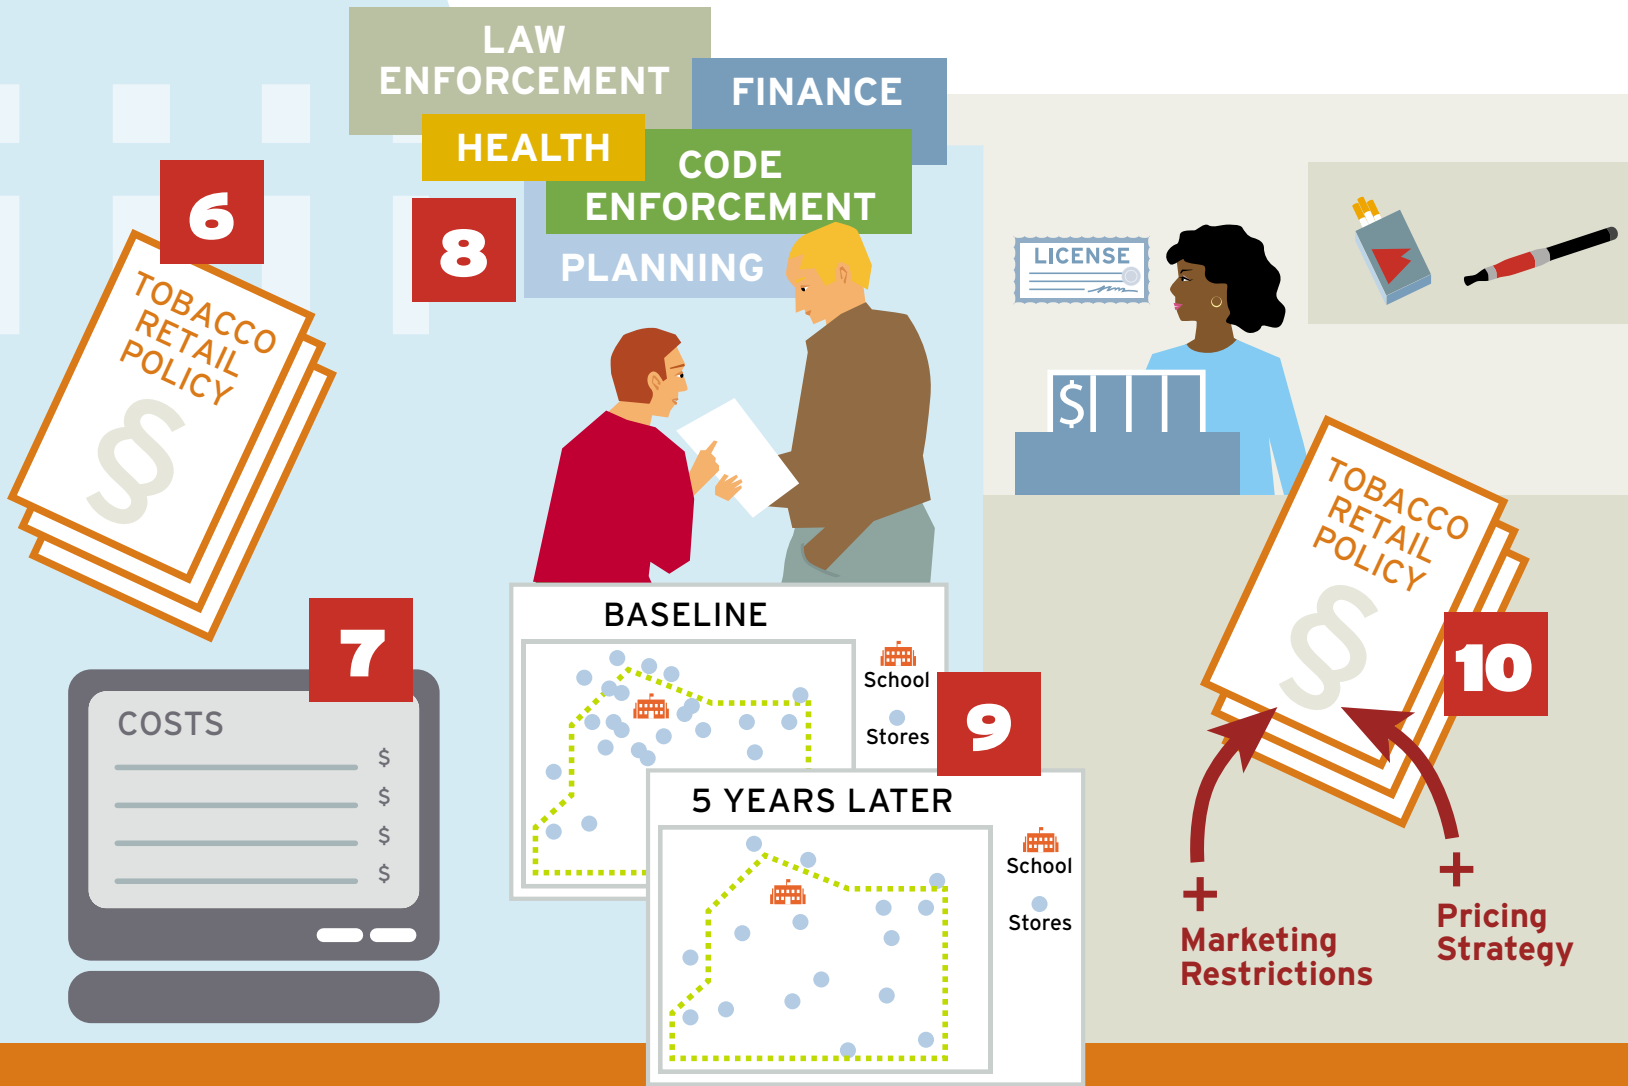 LAW
ENFORCEMENT
FINANCE
HEALTH
CODE
ENFORCEMENT
PLANNING
8
6
TOBACCO
RETAIL
POLICY
§
7
COSTS
$
$
$
$
LICENSE
$
BASELINE
School
Stores
9
5 YEARS LATER
School
Stores
TOBACCO
RETAIL
POLICY
§
10
+
Marketing
Restrictions
+
Pricing
Strategy